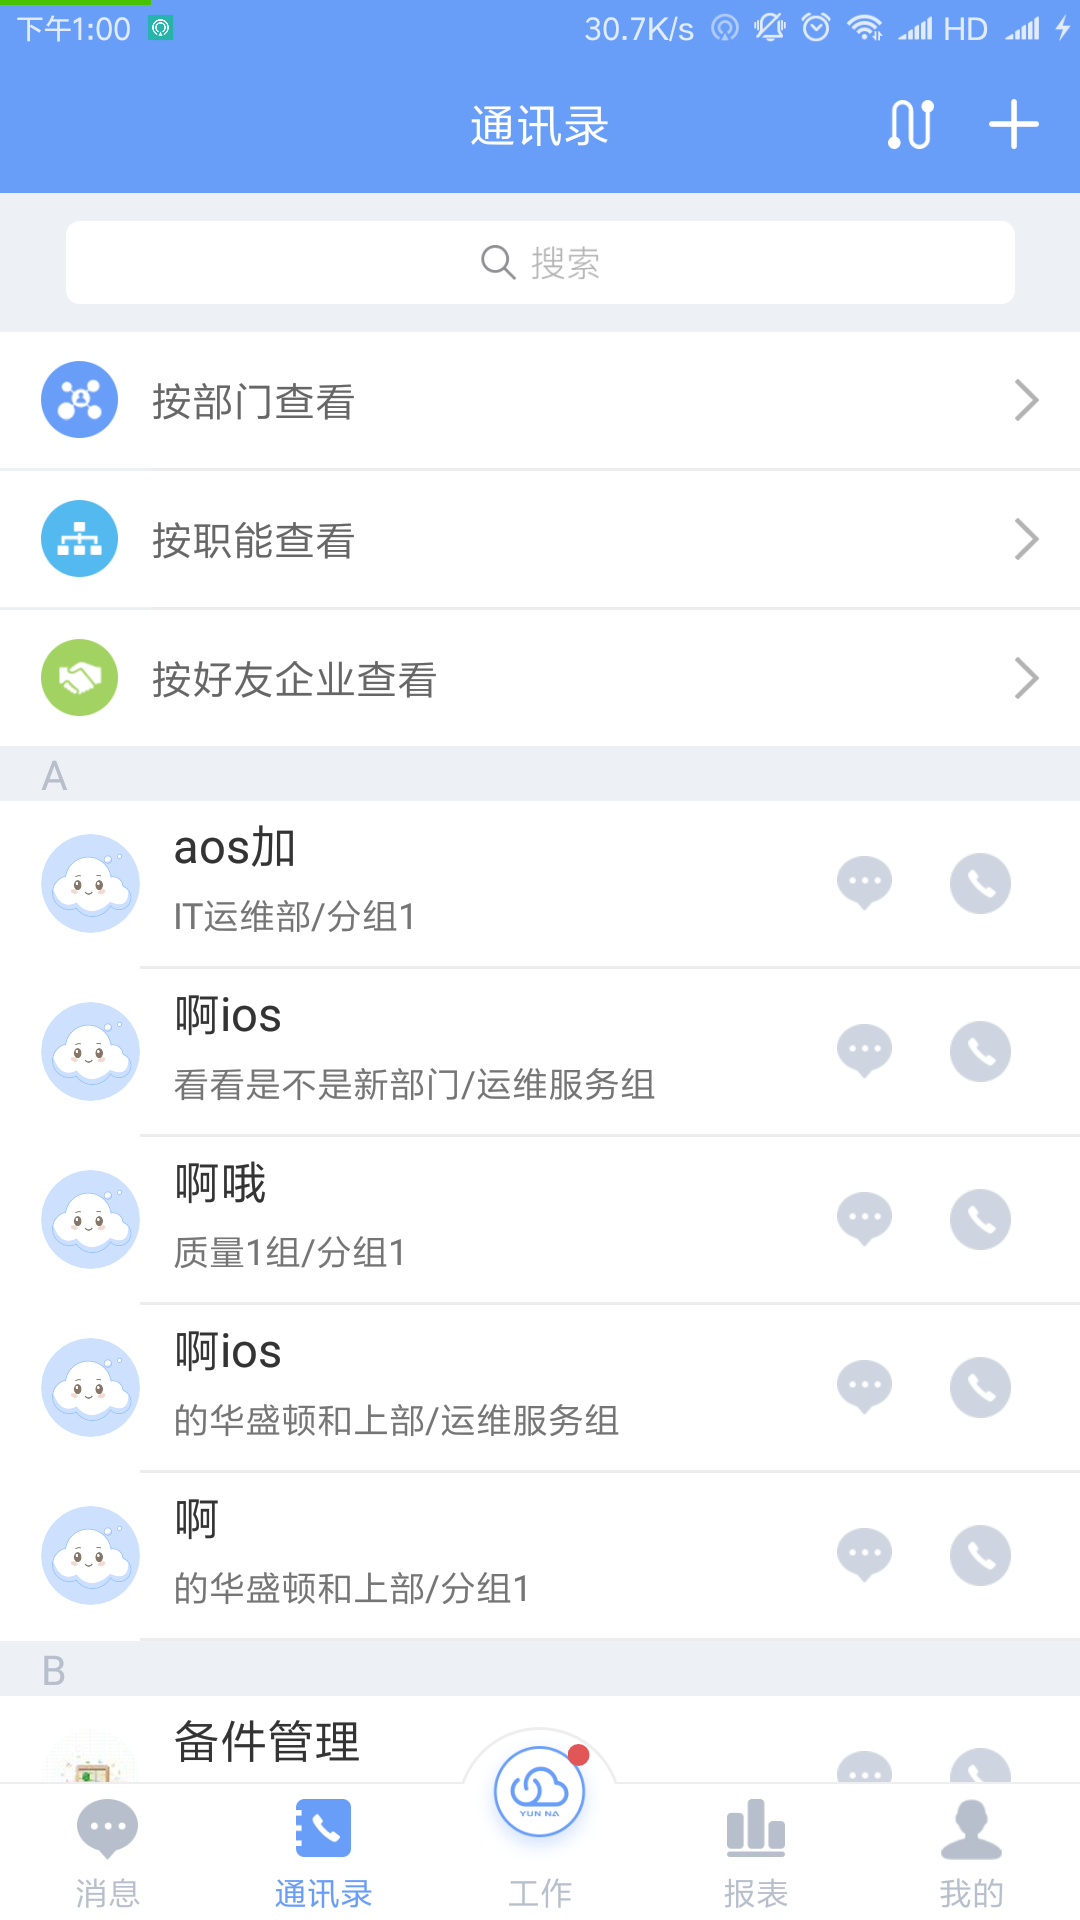 下午1:00 30.7K/s HD
通讯录
搜索
按部门查看
按职能查看
按好友企业查看
A
aos加
IT运维部/分组1
啊ios
看看是不是新部门/运维服务组
啊哦
质量1组/分组1
啊ios
的华盛顿和上部/运维服务组
啊
的华盛顿和上部/分组1
B
备件管理
YUN NA
消息 通讯录 工作 报表 我的